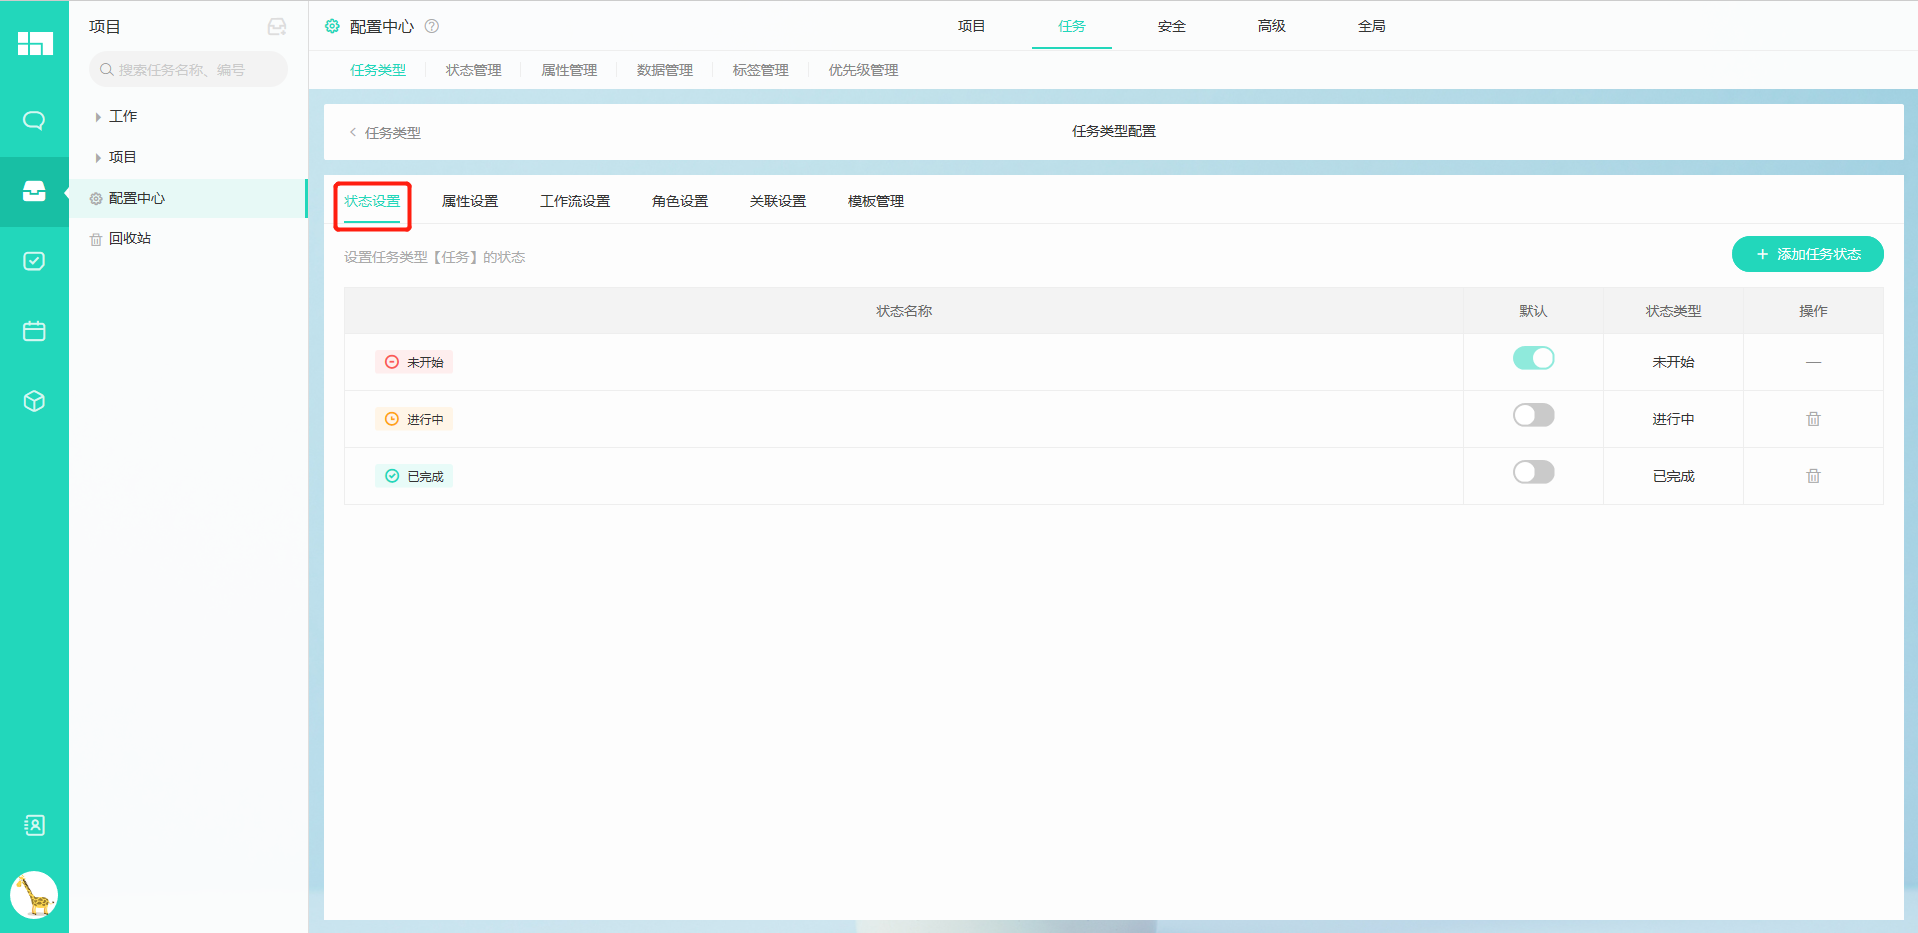 项目
搜索任务名称、编号
工作
项目
配置中心
回收站
配置中心
项目 任务 安全 高级 全局
任务类型 状态管理 属性管理 数据管理 标签管理 优先级管理
任务类型
任务类型配置
状态设置 属性设置 工作流设置 角色设置 关联设置 模板管理
设置任务类型【任务】的状态
添加任务状态
状态名称 默认 状态类型 操作
未开始 未开始 —
进行中 进行中
已完成 已完成